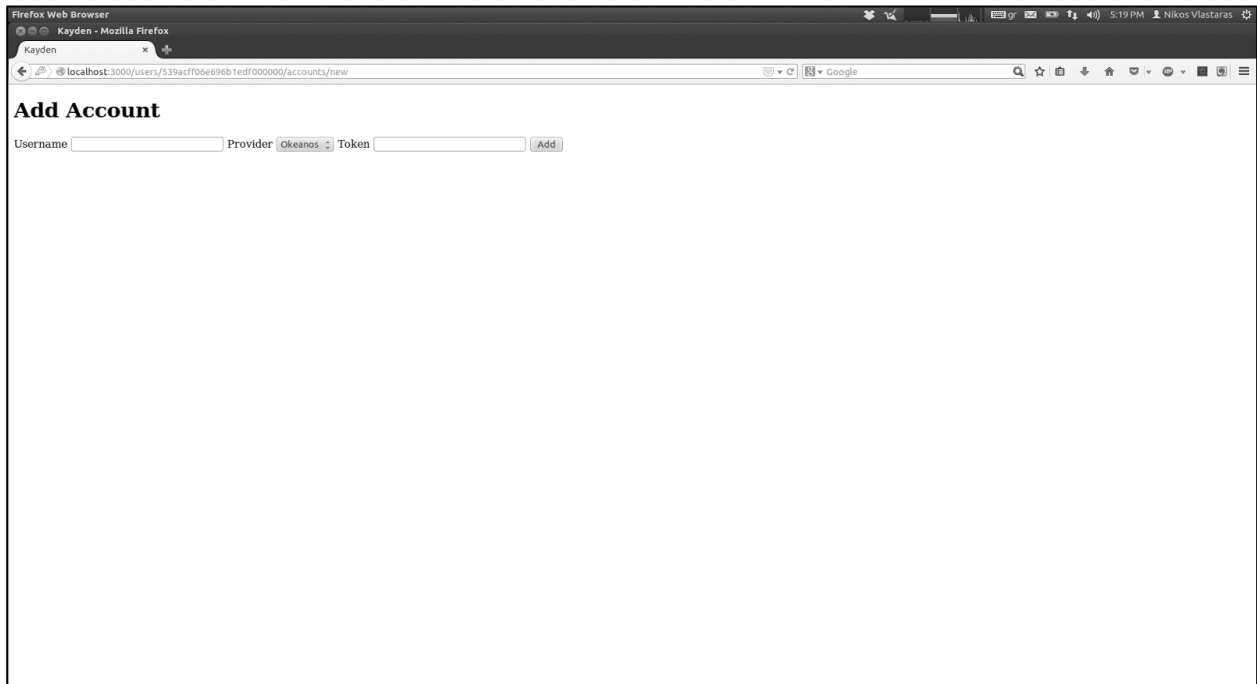 Firefox Web Browser gr 5:19 PM Nikos Vlastaras
Kayden - Mozilla Firefox
Kayden
localhost:3000/users/539acff06e696b1edf000000/accounts/new Google
Add Account
Username Provider Okeanos Token Add